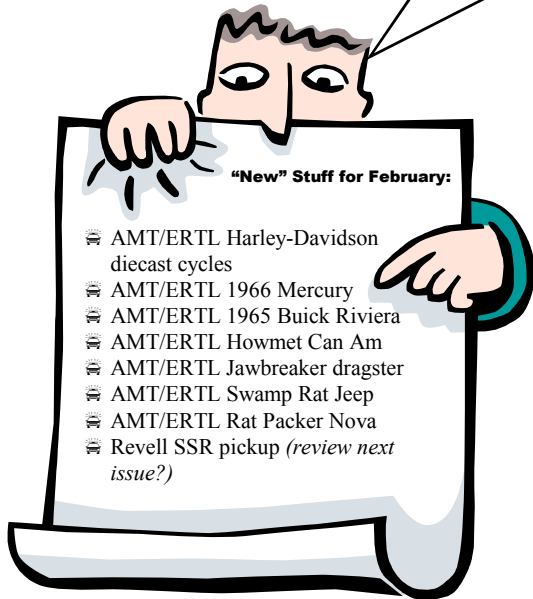 “New” Stuff for February:
AMT/ERTL Harley-Davidson
diecast cycles
AMT/ERTL 1966 Mercury
AMT/ERTL 1965 Buick Riviera
AMT/ERTL Howmet Can Am
AMT/ERTL Jawbreaker dragster
AMT/ERTL Swamp Rat Jeep
AMT/ERTL Rat Packer Nova
Revell SSR pickup (review next
issue?)